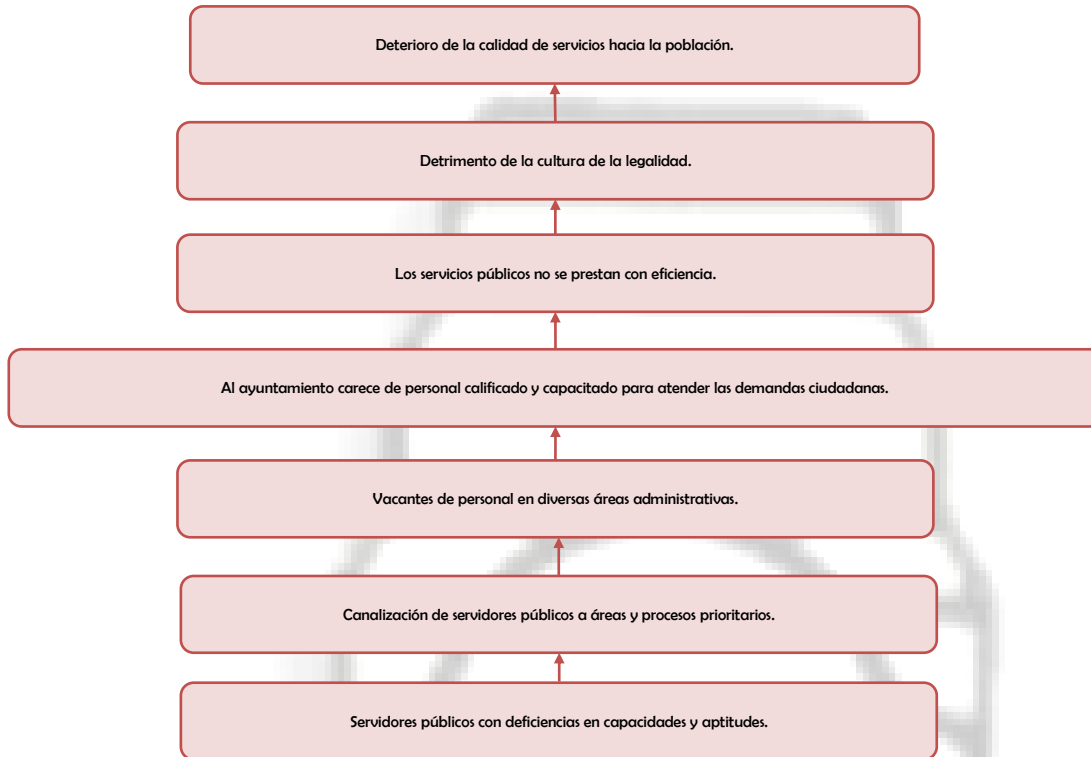 Deterioro de la calidad de servicios hacia la población.
Detrimento de la cultura de la legalidad.
Los servicios públicos no se prestan con eficiencia.
Al ayuntamiento carece de personal calificado y capacitado para atender las demandas ciudadanas.
Vacantes de personal en diversas áreas administrativas.
Canalización de servidores públicos a áreas y procesos prioritarios.
Servidores públicos con deficiencias en capacidades y aptitudes.